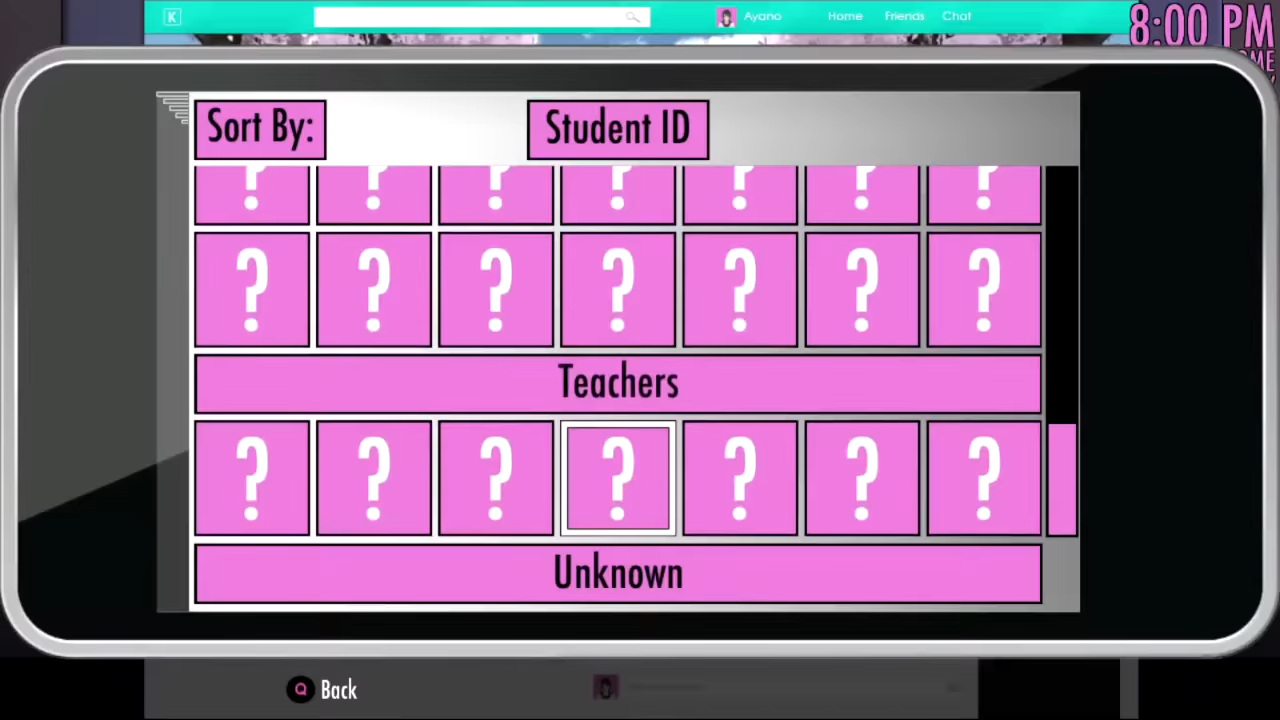 K
Ayano Home Friends Chat
8:00 PM
Sort By: Student ID
? ? ? ? ? ? ?
? ? ? ? ? ? ?
Teachers
? ? ? ? ? ? ?
Unknown
Q Back